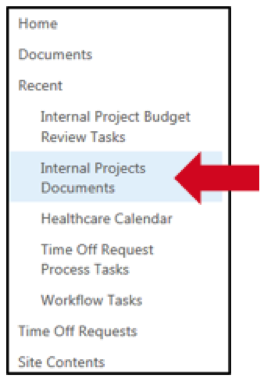 Home
Documents
Recent
Internal Project Budget
Review Tasks
Internal Projects
Documents
Healthcare Calendar
Time Off Request
Process Tasks
Workflow Tasks
Time Off Requests
Site Contents